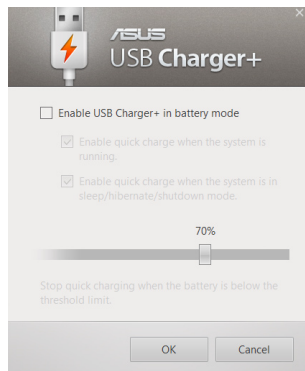 ASUS
USB Charger+
Enable USB Charger+ in battery mode
Enable quick charge when the system is
running.
Enable quick charge when the system is in
sleep/hibernate/shutdown mode.
70%
Stop quick charging when the battery is below the
threshold limit.
OK
Cancel